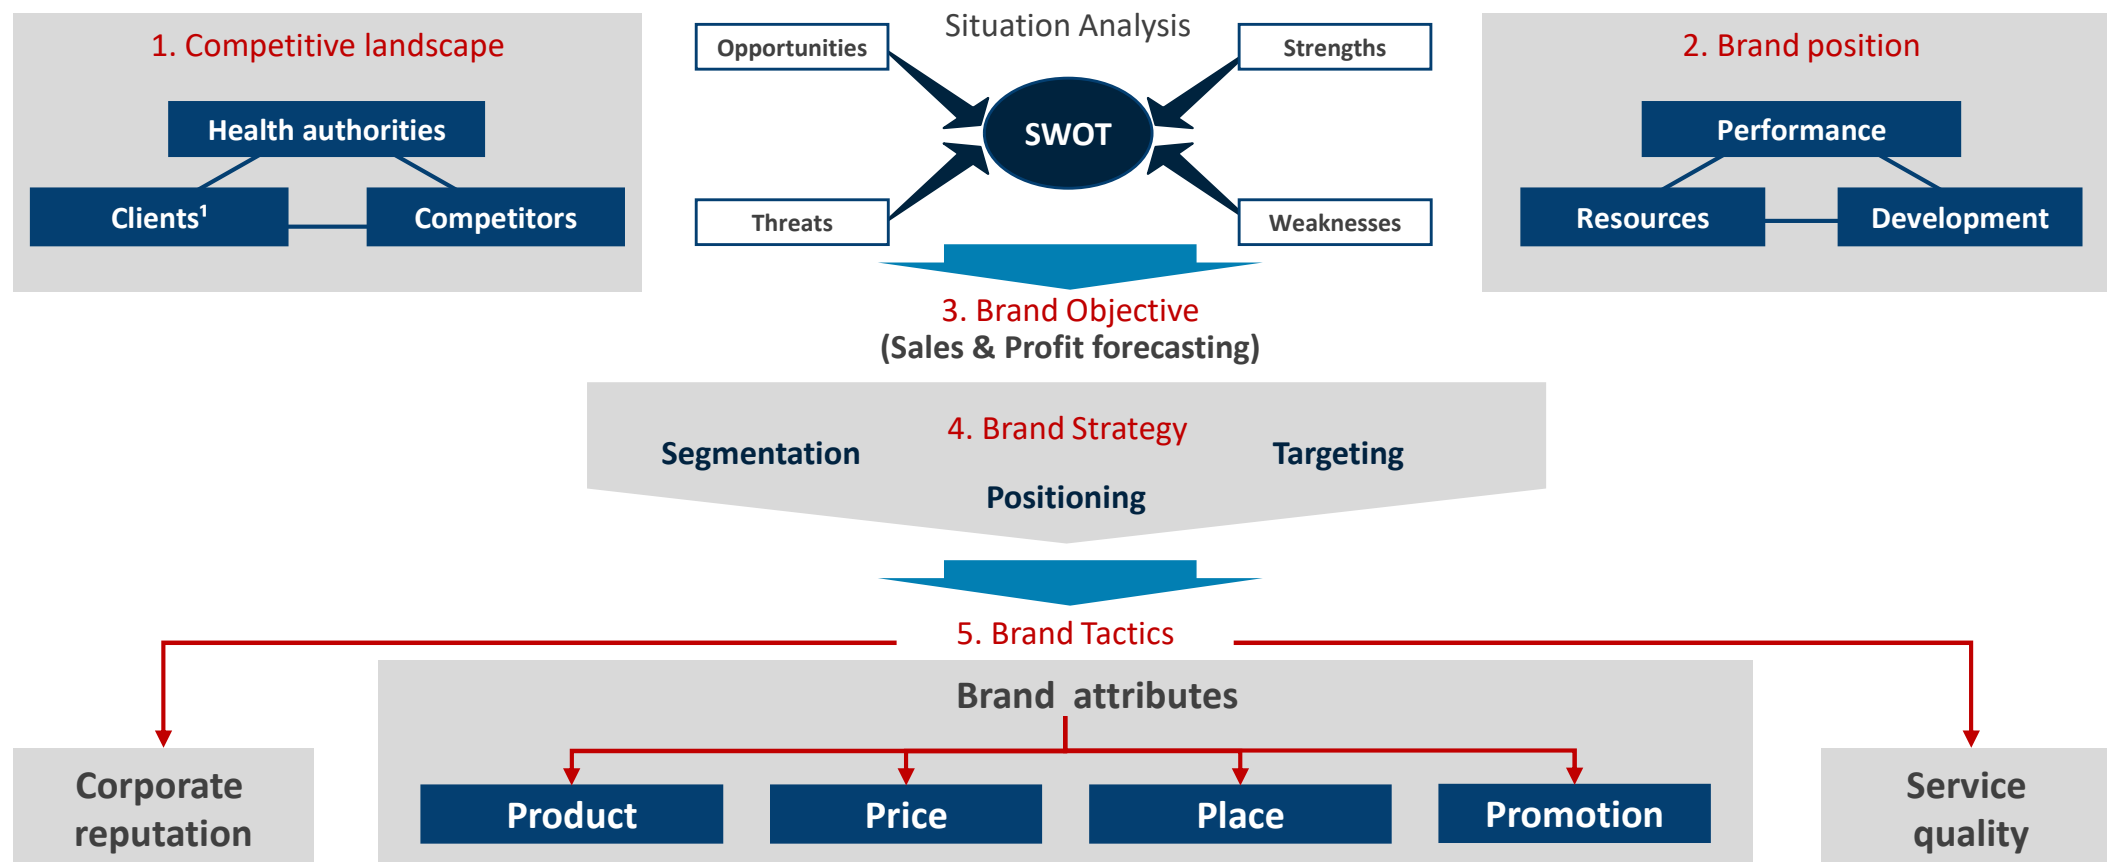 Situation Analysis
1. Competitive landscape
Health authorities
Clients¹
Competitors
Opportunities
Strengths
SWOT
Threats
Weaknesses
2. Brand position
Performance
Resources
Development
3. Brand Objective
(Sales & Profit forecasting)
4. Brand Strategy
Segmentation
Targeting
Positioning
5. Brand Tactics
Corporate
reputation
Brand attributes
Product
Price
Place
Promotion
Service
quality